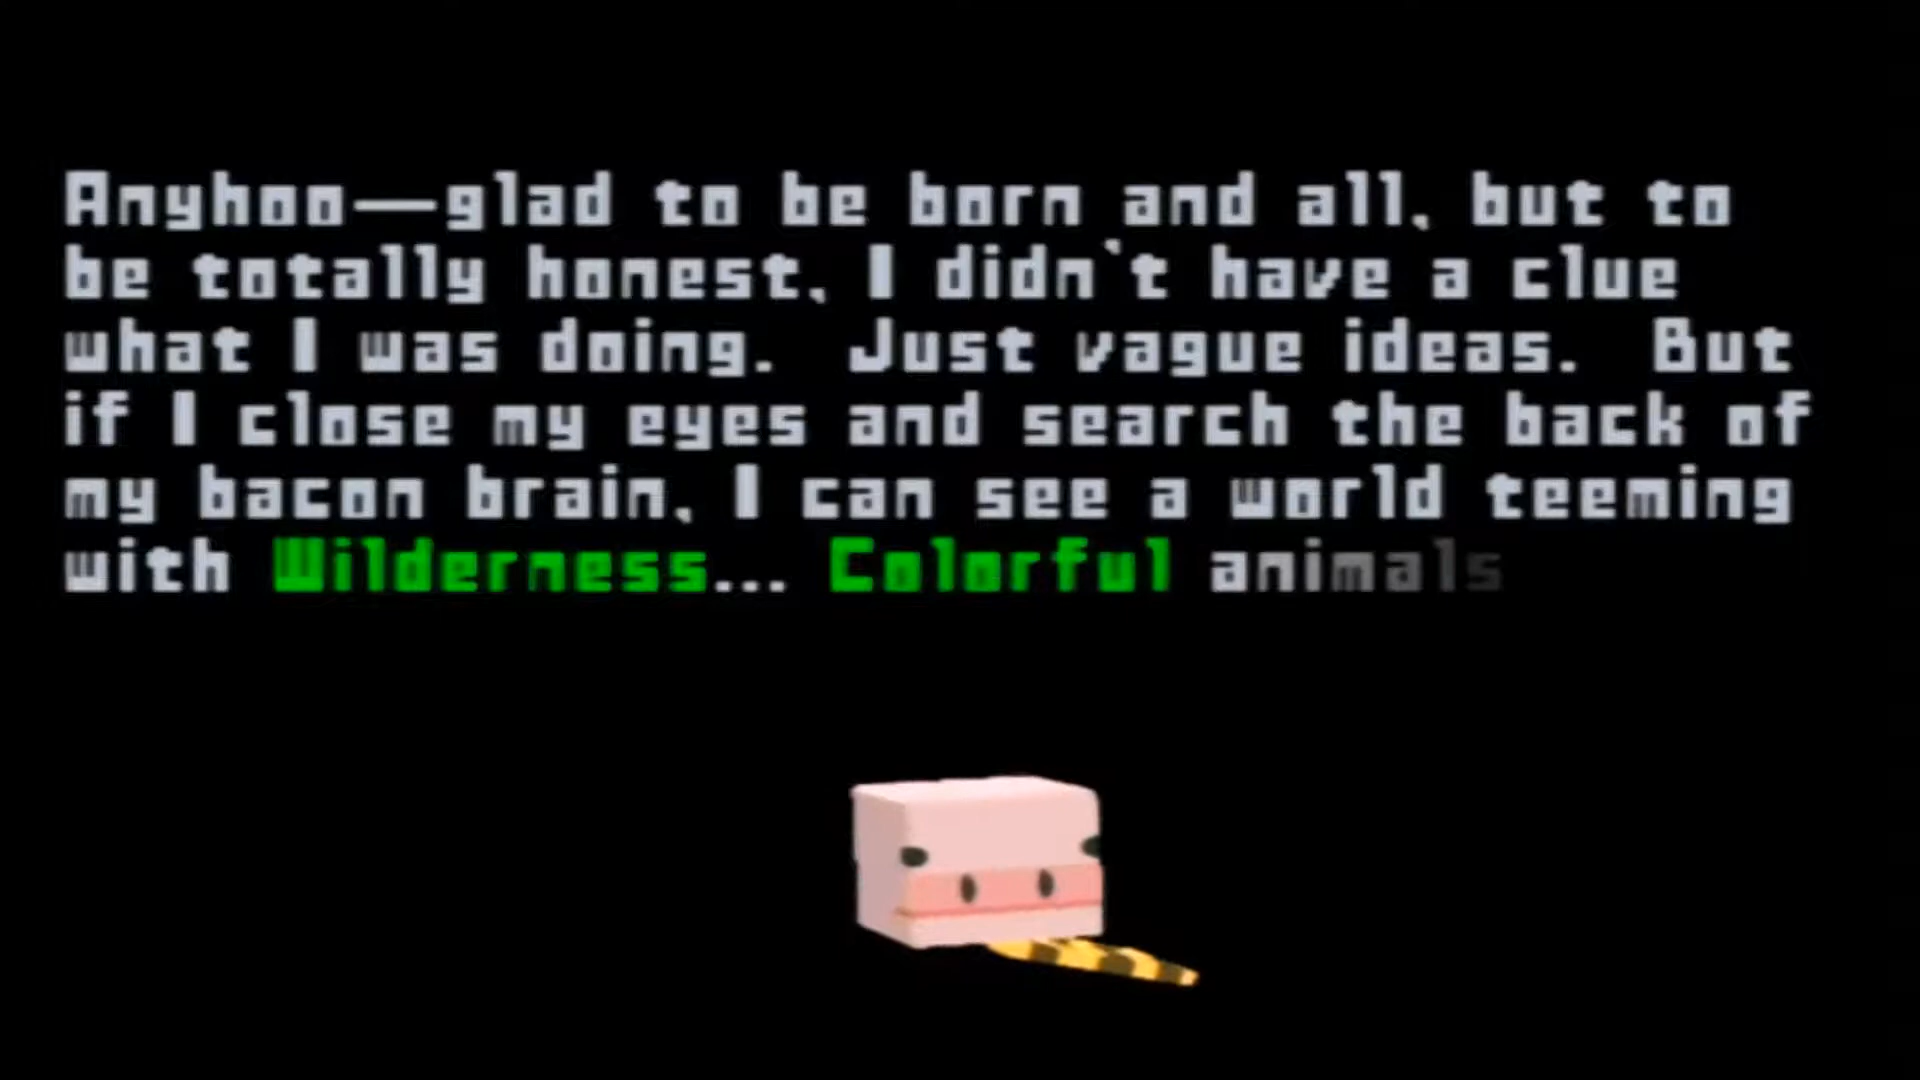 Anyhoo—glad to be born and all, but to
be totally honest, I didn't have a clue
what I was doing.  Just vague ideas.  But
if I close my eyes and search the back of
my bacon brain, I can see a world teeming
with Wilderness... Colorful animals